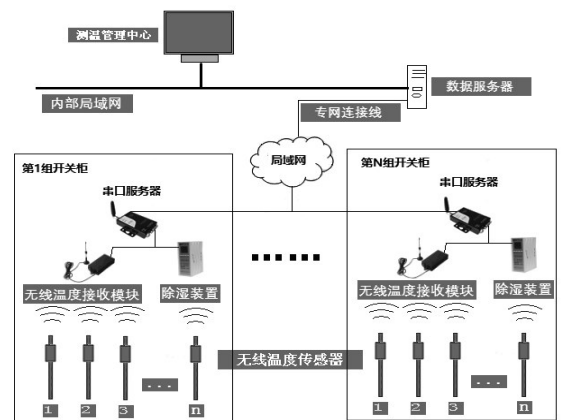 测温管理中心
内部局域网
数据服务器
专网连接线
局域网
第1组开关柜
串口服务器
无线温度接收模块
除湿装置
1 2 3 ... n
第N组开关柜
串口服务器
无线温度接收模块
除湿装置
1 2 3 ... n
无线温度传感器